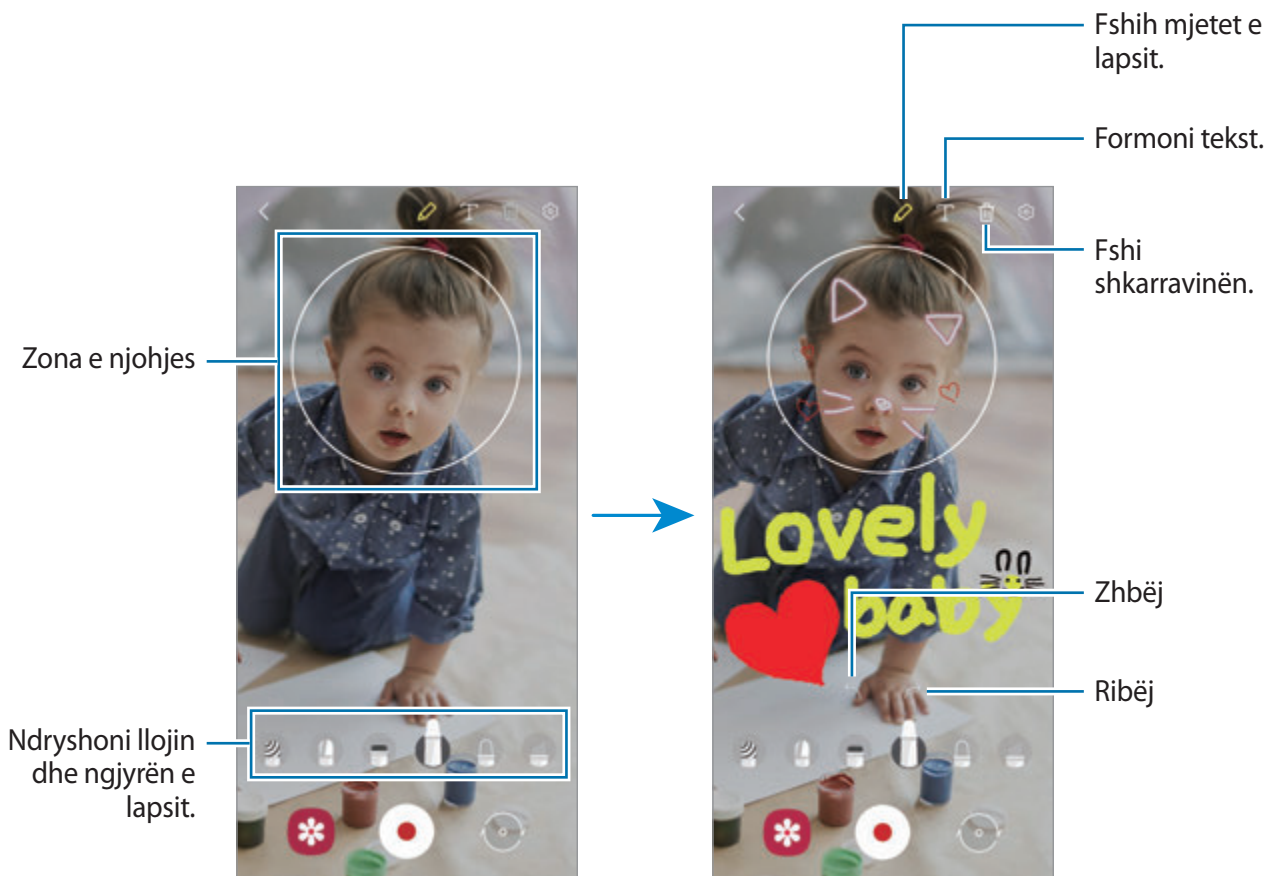 Fshih mjetet e
lapsit.
Formoni tekst.
Fshi
shkarravinën.
Zona e njohjes
Lovely
baby
Zhbëj
Ribëj
Ndryshoni llojin
dhe ngjyrën e
lapsit.